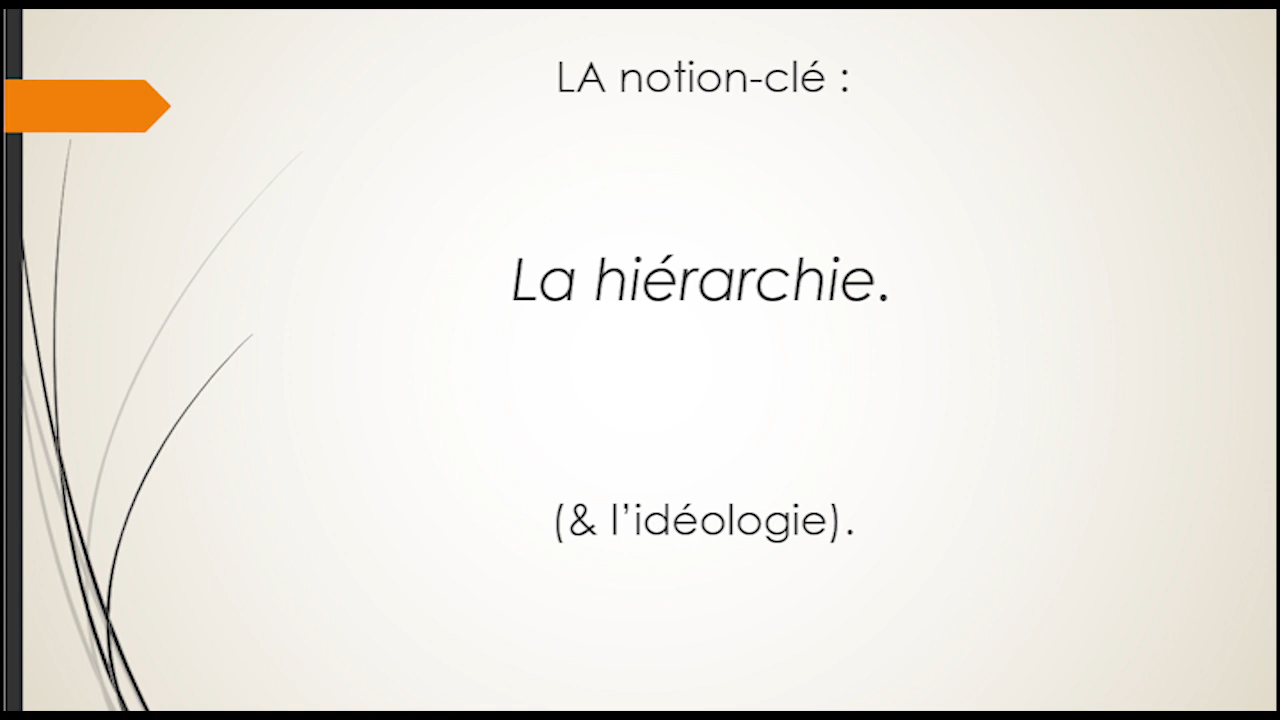 LA notion-clé :
La hiérarchie.
(& l’idéologie).